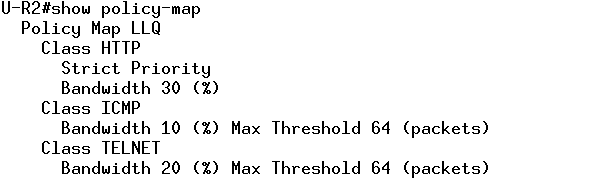 U-R2#show policy-map
  Policy Map LLQ
    Class HTTP
      Strict Priority
      Bandwidth 30 (%)
    Class ICMP
      Bandwidth 10 (%) Max Threshold 64 (packets)
    Class TELNET
      Bandwidth 20 (%) Max Threshold 64 (packets)